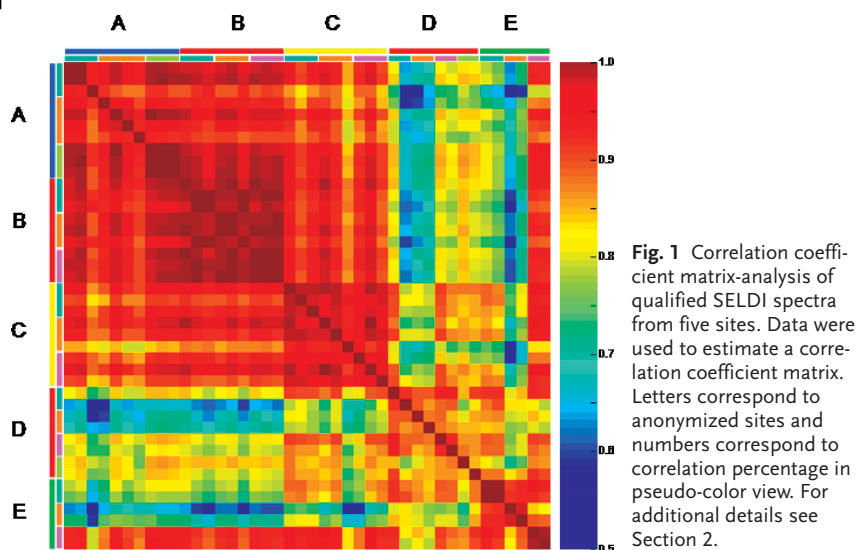 A B C D E
A
B
C
D
E
1.0
0.9
0.8
0.7
0.6
0.5
Fig. 1 Correlation coeffi-
cient matrix-analysis of
qualified SELDI spectra
from five sites. Data were
used to estimate a corre-
lation coefficient matrix.
Letters correspond to
anonymized sites and
numbers correspond to
correlation percentage in
pseudo-color view. For
additional details see
Section 2.